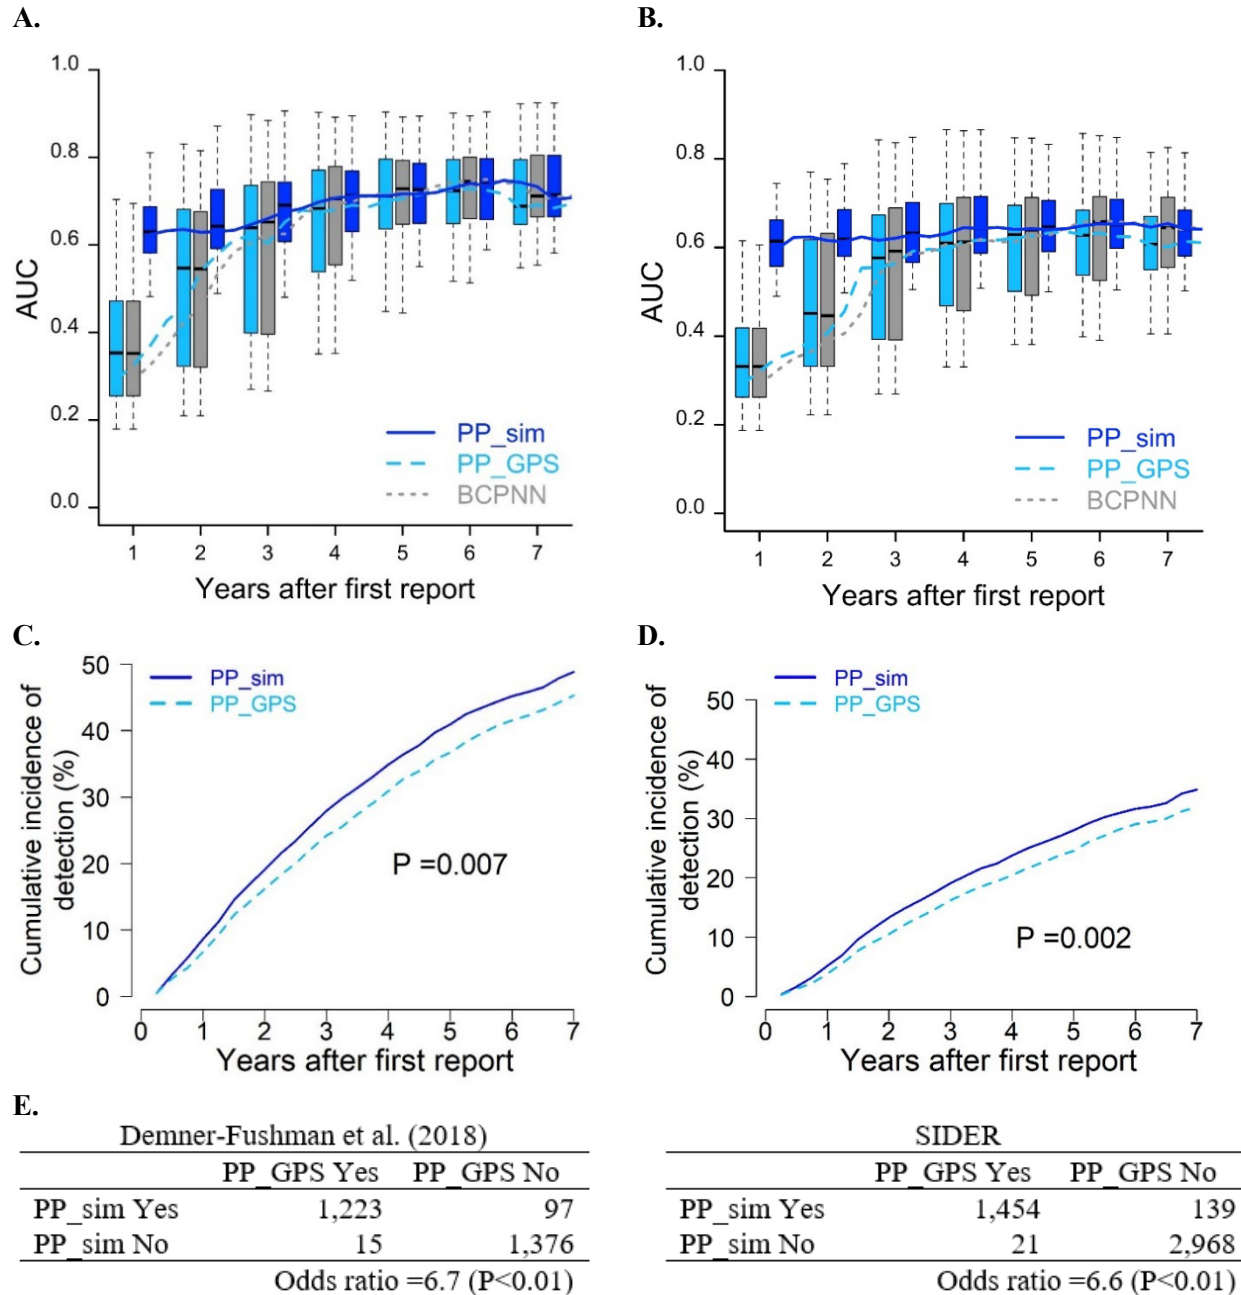 A.
1.0
0.8
0.6
0.4
0.2
0.0
AUC
PP_sim
PP_GPS
BCPNN
1 2 3 4 5 6 7
Years after first report
B.
1.0
0.8
0.6
0.4
0.2
0.0
AUC
PP_sim
PP_GPS
BCPNN
1 2 3 4 5 6 7
Years after first report
C.
50
40
30
20
10
0
Cumulative incidence of
detection (%)
PP_sim
PP_GPS
P =0.007
0 1 2 3 4 5 6 7
Years after first report
D.
50
40
30
20
10
0
Cumulative incidence of
detection (%)
PP_sim
PP_GPS
P =0.002
0 1 2 3 4 5 6 7
Years after first report
E.
Demner-Fushman et al. (2018)
PP_GPS Yes PP_GPS No
PP_sim Yes 1,223 97
PP_sim No 15 1,376
Odds ratio =6.7 (P<0.01)
SIDER
PP_GPS Yes PP_GPS No
PP_sim Yes 1,454 139
PP_sim No 21 2,968
Odds ratio =6.6 (P<0.01)